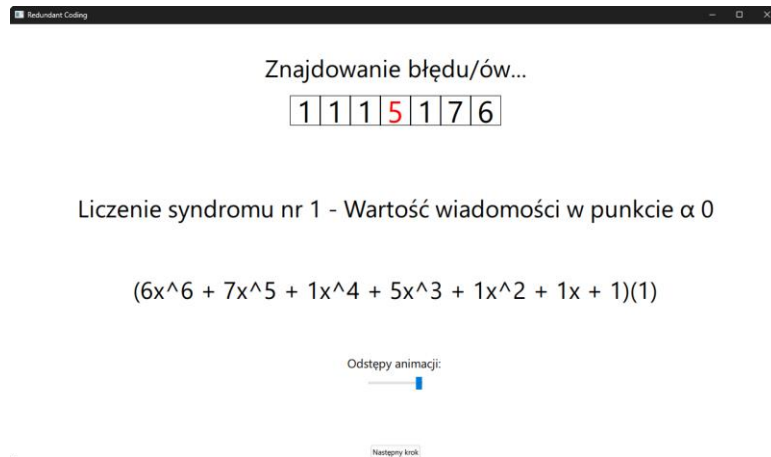 Redundant Coding
Znajdowanie błędu/ów...
1 1 1 5 1 7 6
Liczenie syndromu nr 1 - Wartość wiadomości w punkcie α 0
(6x^6 + 7x^5 + 1x^4 + 5x^3 + 1x^2 + 1x + 1)(1)
Odstępy animacji:
Następny krok